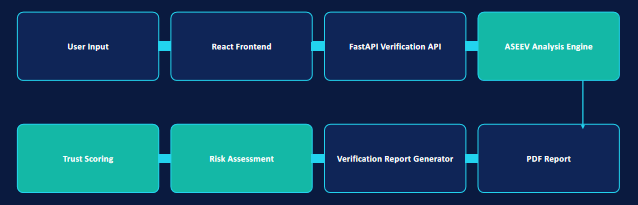 User Input
React Frontend
FastAPI Verification API
ASEEV Analysis Engine
Trust Scoring
Risk Assessment
Verification Report Generator
PDF Report